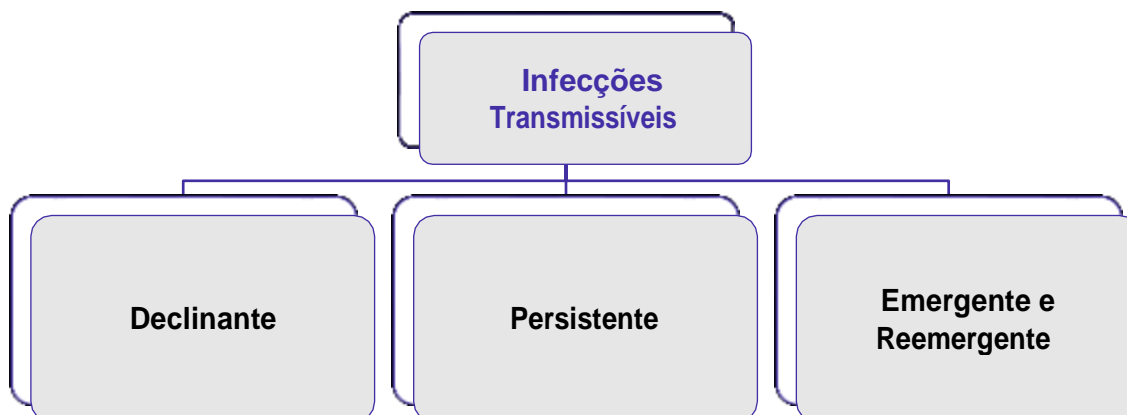 Infecções
Transmissíveis
Declinante
Persistente
Emergente e
Reemergente